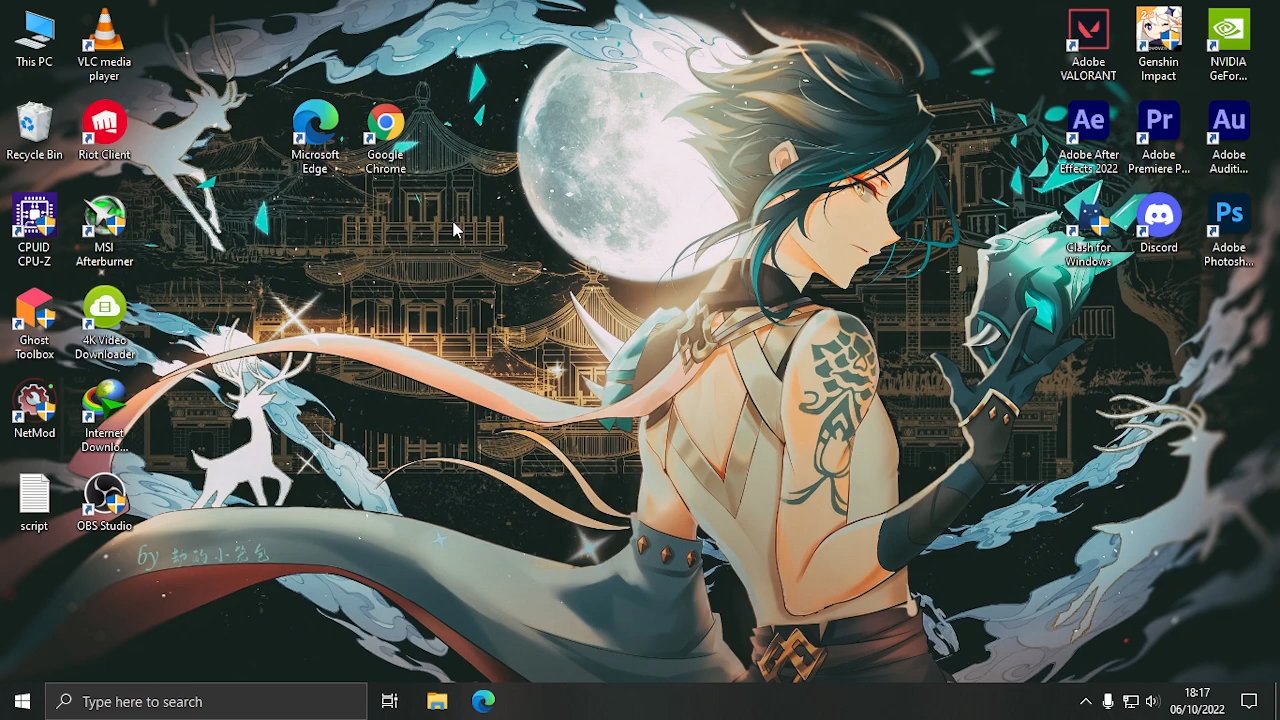 This PC
VLC media
player
Recycle Bin
Riot Client
Microsoft
Edge
Google
Chrome
CPUID
CPU-Z
MSI
Afterburner
Ghost
Toolbox
4K Video
Downloader
NetMod
Internet
Downlo...
script
OBS Studio
Adobe
VALORANT
Genshin
Impact
NVIDIA
GeFor...
Ae
Adobe After
Effects 2022
Pr
Adobe
Premiere P...
Au
Adobe
Auditi...
Clash for
Windows
Discord
Ps
Adobe
Photosh...
by
Type here to search
18:17
06/10/2022